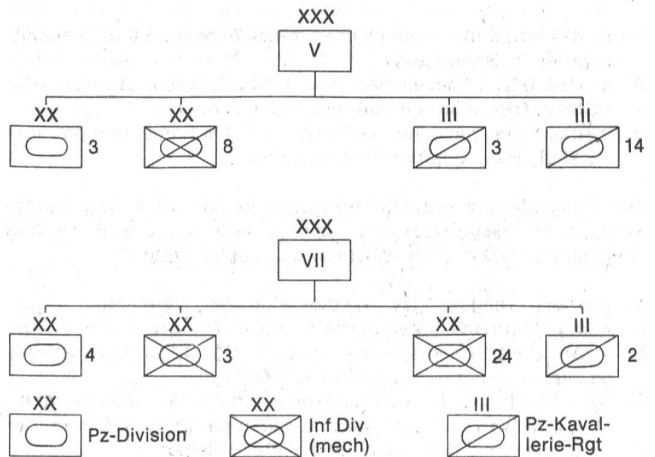 XXX
V
XX XX III III
3 8 3 14
XXX
VII
XX XX XX III
4 3 24 2
XX XX III
Pz-Division Inf Div Pz-Kaval-
(mech) lerie-Rgt